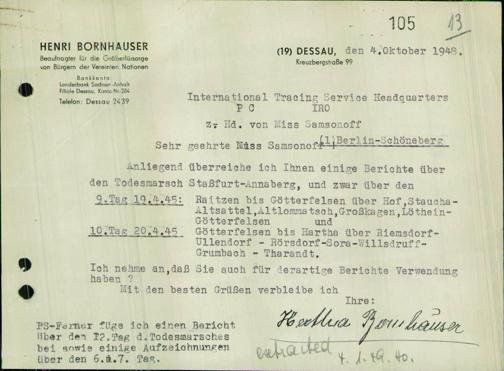 105 13
HENRI BORNHAUSER
Beauftragter für die Gräberfürsorge
von Bürgern der Vereinten Nationen
Bankkonto:
Landerbank Sachsen-Anhalt
Filiale Dessau, Konto-Nr. 284
Telefon: Dessau 2439
(19) DESSAU, den 4.Oktober 1948.
Kreuzbergstraße 99
International Tracing Service Headquarters
P C IRO
z. Hd. von Miss Samsonoff
(1)Berlin-Schöneberg
Sehr geehrte Miss Samsonoff
Anliegend überreiche ich Ihnen einige Berichte über
den Todesmarsch Staßfurt-Annaberg, und zwar über den
9.Tag 19.4.45: Raitzen bis Götterfelsen über Hof,Staucha-
Altsattel,Altlommatsch,Großkagen,Löthein-
Götterfelsen und
10.Tag 20.4.45 Götterfelsen bis Hartha über Riemsdorf-
Ullendorf - Rörsdorf-Sora-Willsdruff-
Grumbach - Tharandt.
Ich nehme an,daß Sie auch für derartige Berichte Verwendung
haben ?
Mit den besten Grüßen verbleibe ich
Ihre:
Hertha Bornhäuser
PS-Ferner füge ich einen Bericht
über den 12.Tag d.Todesmarsches
bei sowie einige Aufzeichnungen
über den 6.u.7. Tag.
extracted